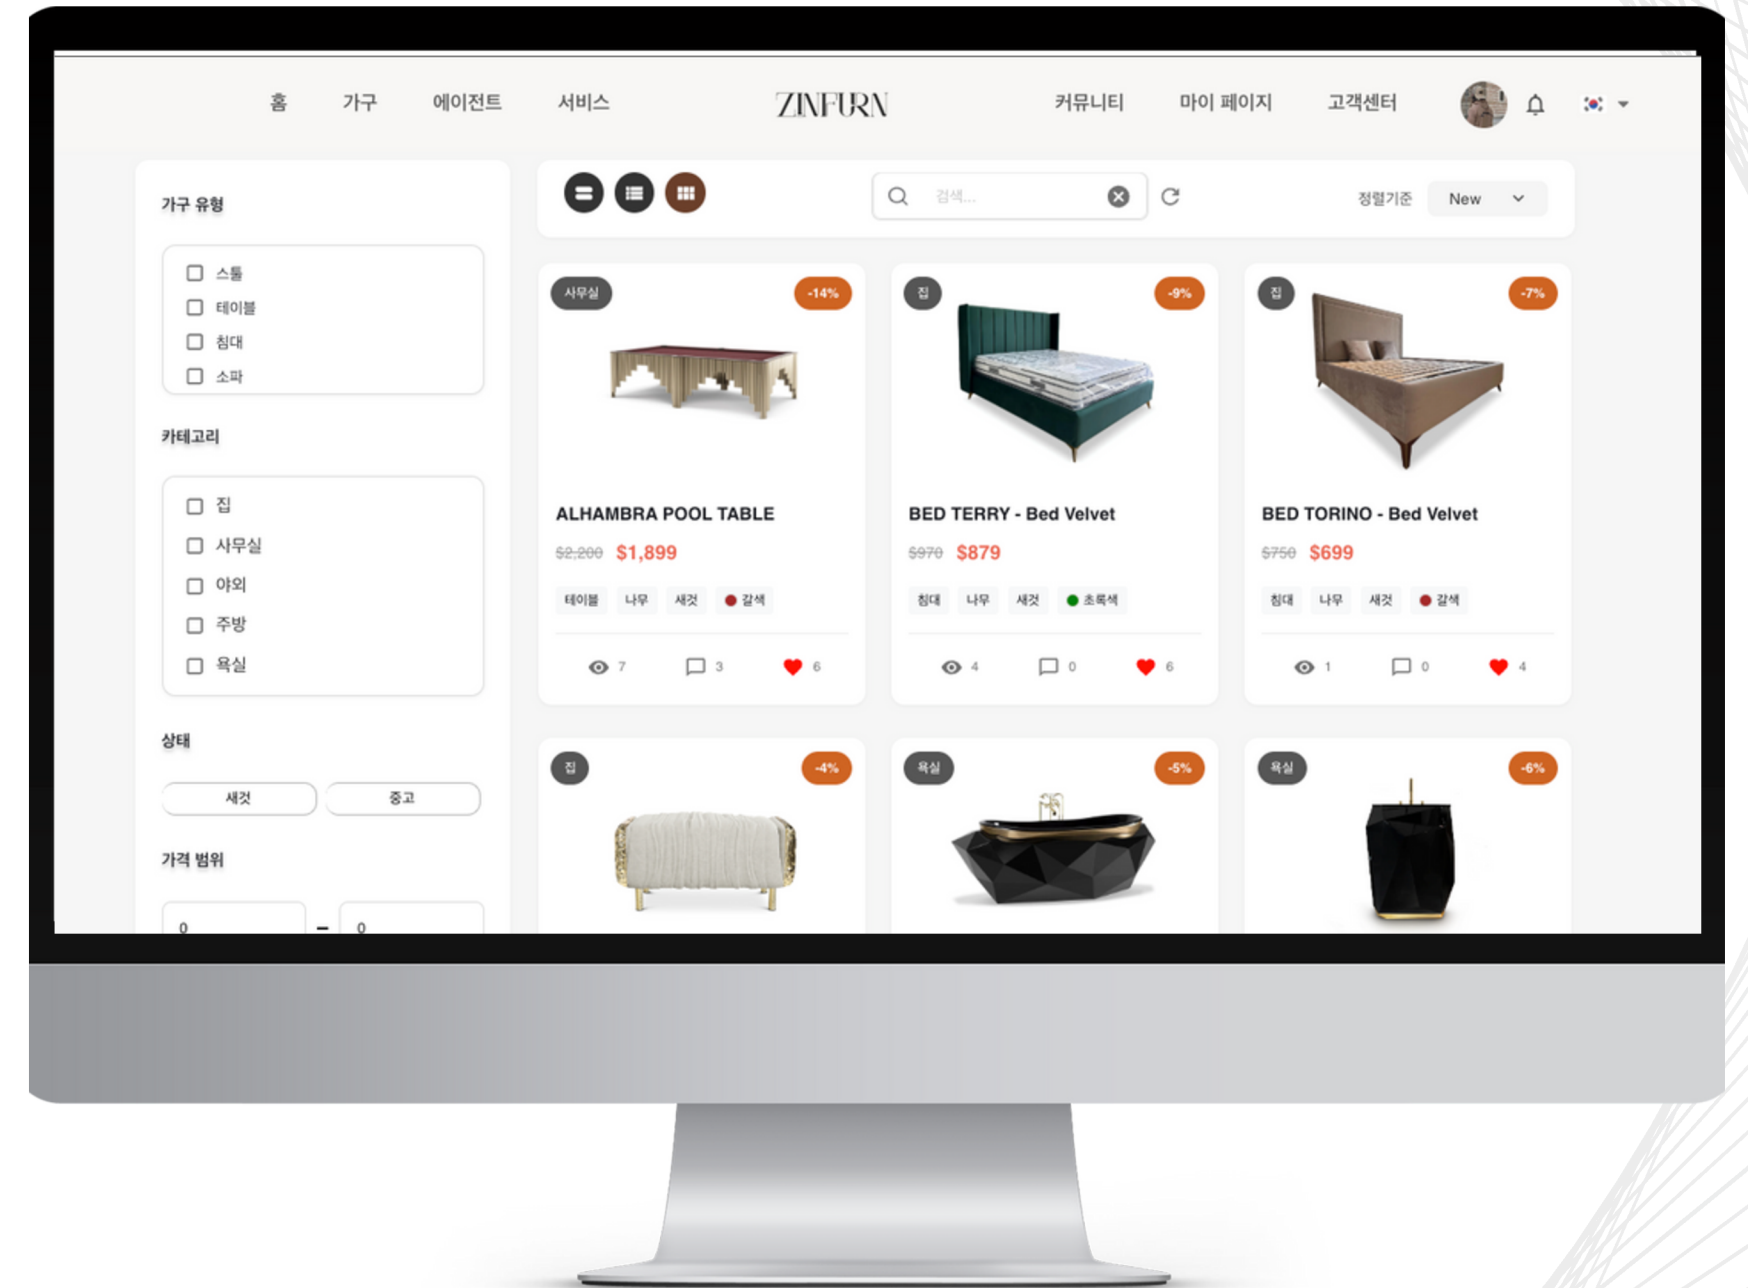 홈 가구 에이전트 서비스 ZINFURN 커뮤니티 마이 페이지 고객센터
가구 유형
스툴
테이블
침대
소파
카테고리
집
사무실
야외
주방
욕실
상태
새것 중고
가격 범위
0 – 0
검색... 정렬기준 New
사무실 -14%
ALHAMBRA POOL TABLE
$2,200 $1,899
테이블 나무 새것 갈색
7 3 6
집 -9%
BED TERRY - Bed Velvet
$970 $879
침대 나무 새것 초록색
4 0 6
집 -7%
BED TORINO - Bed Velvet
$750 $699
침대 나무 새것 갈색
1 0 4
집 -4%
욕실 -5%
욕실 -6%